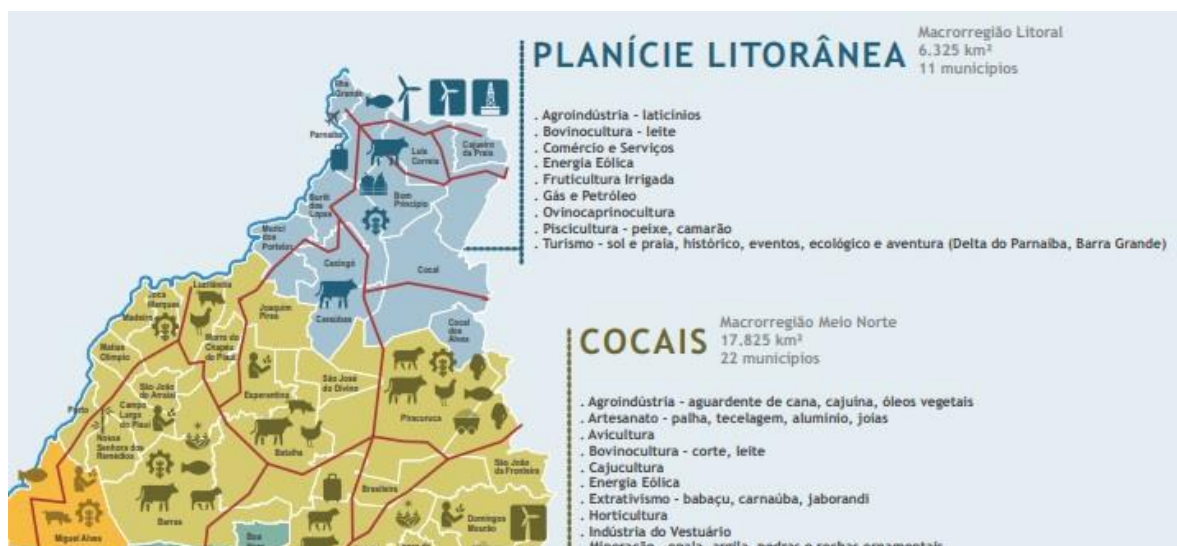 PLANÍCIE LITORÂNEA
Macrorregião Litoral
6.325 km²
11 municípios
. Agroindústria - laticínios
. Bovinocultura - leite
. Comércio e Serviços
. Energia Eólica
. Fruticultura Irrigada
. Gás e Petróleo
. Ovinocaprinocultura
. Piscicultura - peixe, camarão
. Turismo - sol e praia, histórico, eventos, ecológico e aventura (Delta do Parnaíba, Barra Grande)
COCAIS
Macrorregião Meio Norte
17.825 km²
22 municípios
. Agroindústria - aguardente de cana, cajuína, óleos vegetais
. Artesanato - palha, tecelagem, alumínio, joias
. Avicultura
. Bovinocultura - corte, leite
. Cajucultura
. Energia Eólica
. Extrativismo - babaçu, carnaúba, jaborandi
. Horticultura
. Indústria do Vestuário
. Mineração - opala, argila, pedras e rochas ornamentais
Ilha
Grande
Parnaíba
Luís
Correia
Cajueiro
da Praia
Buriti
dos
Lopes
Bom
Princípio
Murici
dos
Portelas
Caxingó
Cocal
Caraúbas
Cocal
dos
Alves
Luzilândia
Joca
Marques
Madeiro
Joaquim
Pires
Matias
Olímpio
Morro do
Chapéu
do Piauí
São João
do Arraial
São José
do Divino
Esperantina
Porto
Campo
Largo
do Piauí
Piracuruca
Nossa
Senhora dos
Remédios
Batalha
São João
da Fronteira
Brasileira
Barras
Domingos
Mourão
Miguel Alves
Boa